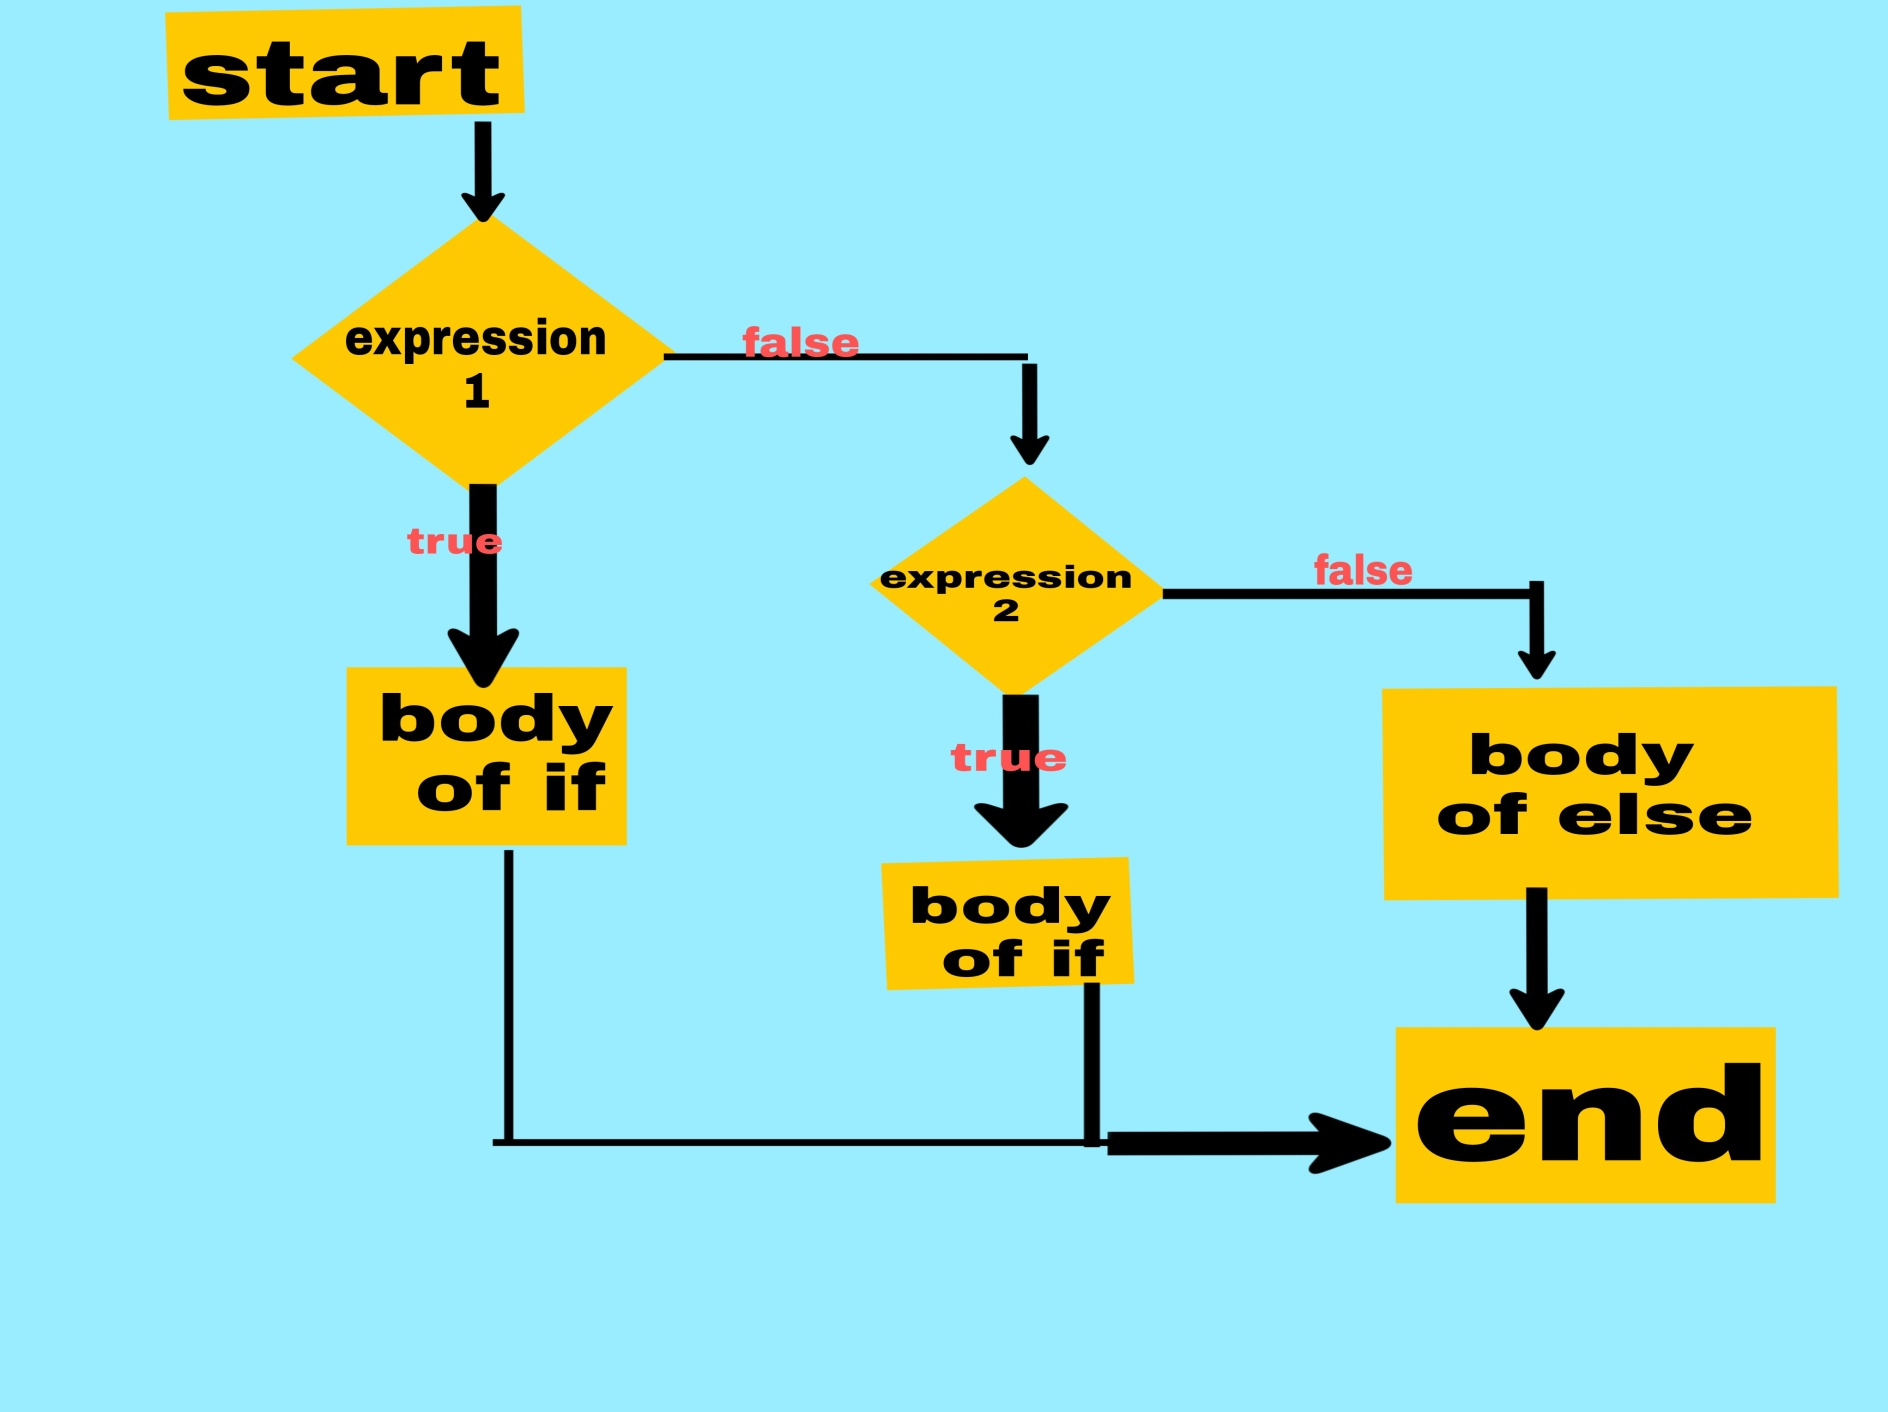 start
expression
1
false
true
expression
2
false
body
of if
true
body
of else
body
of if
end